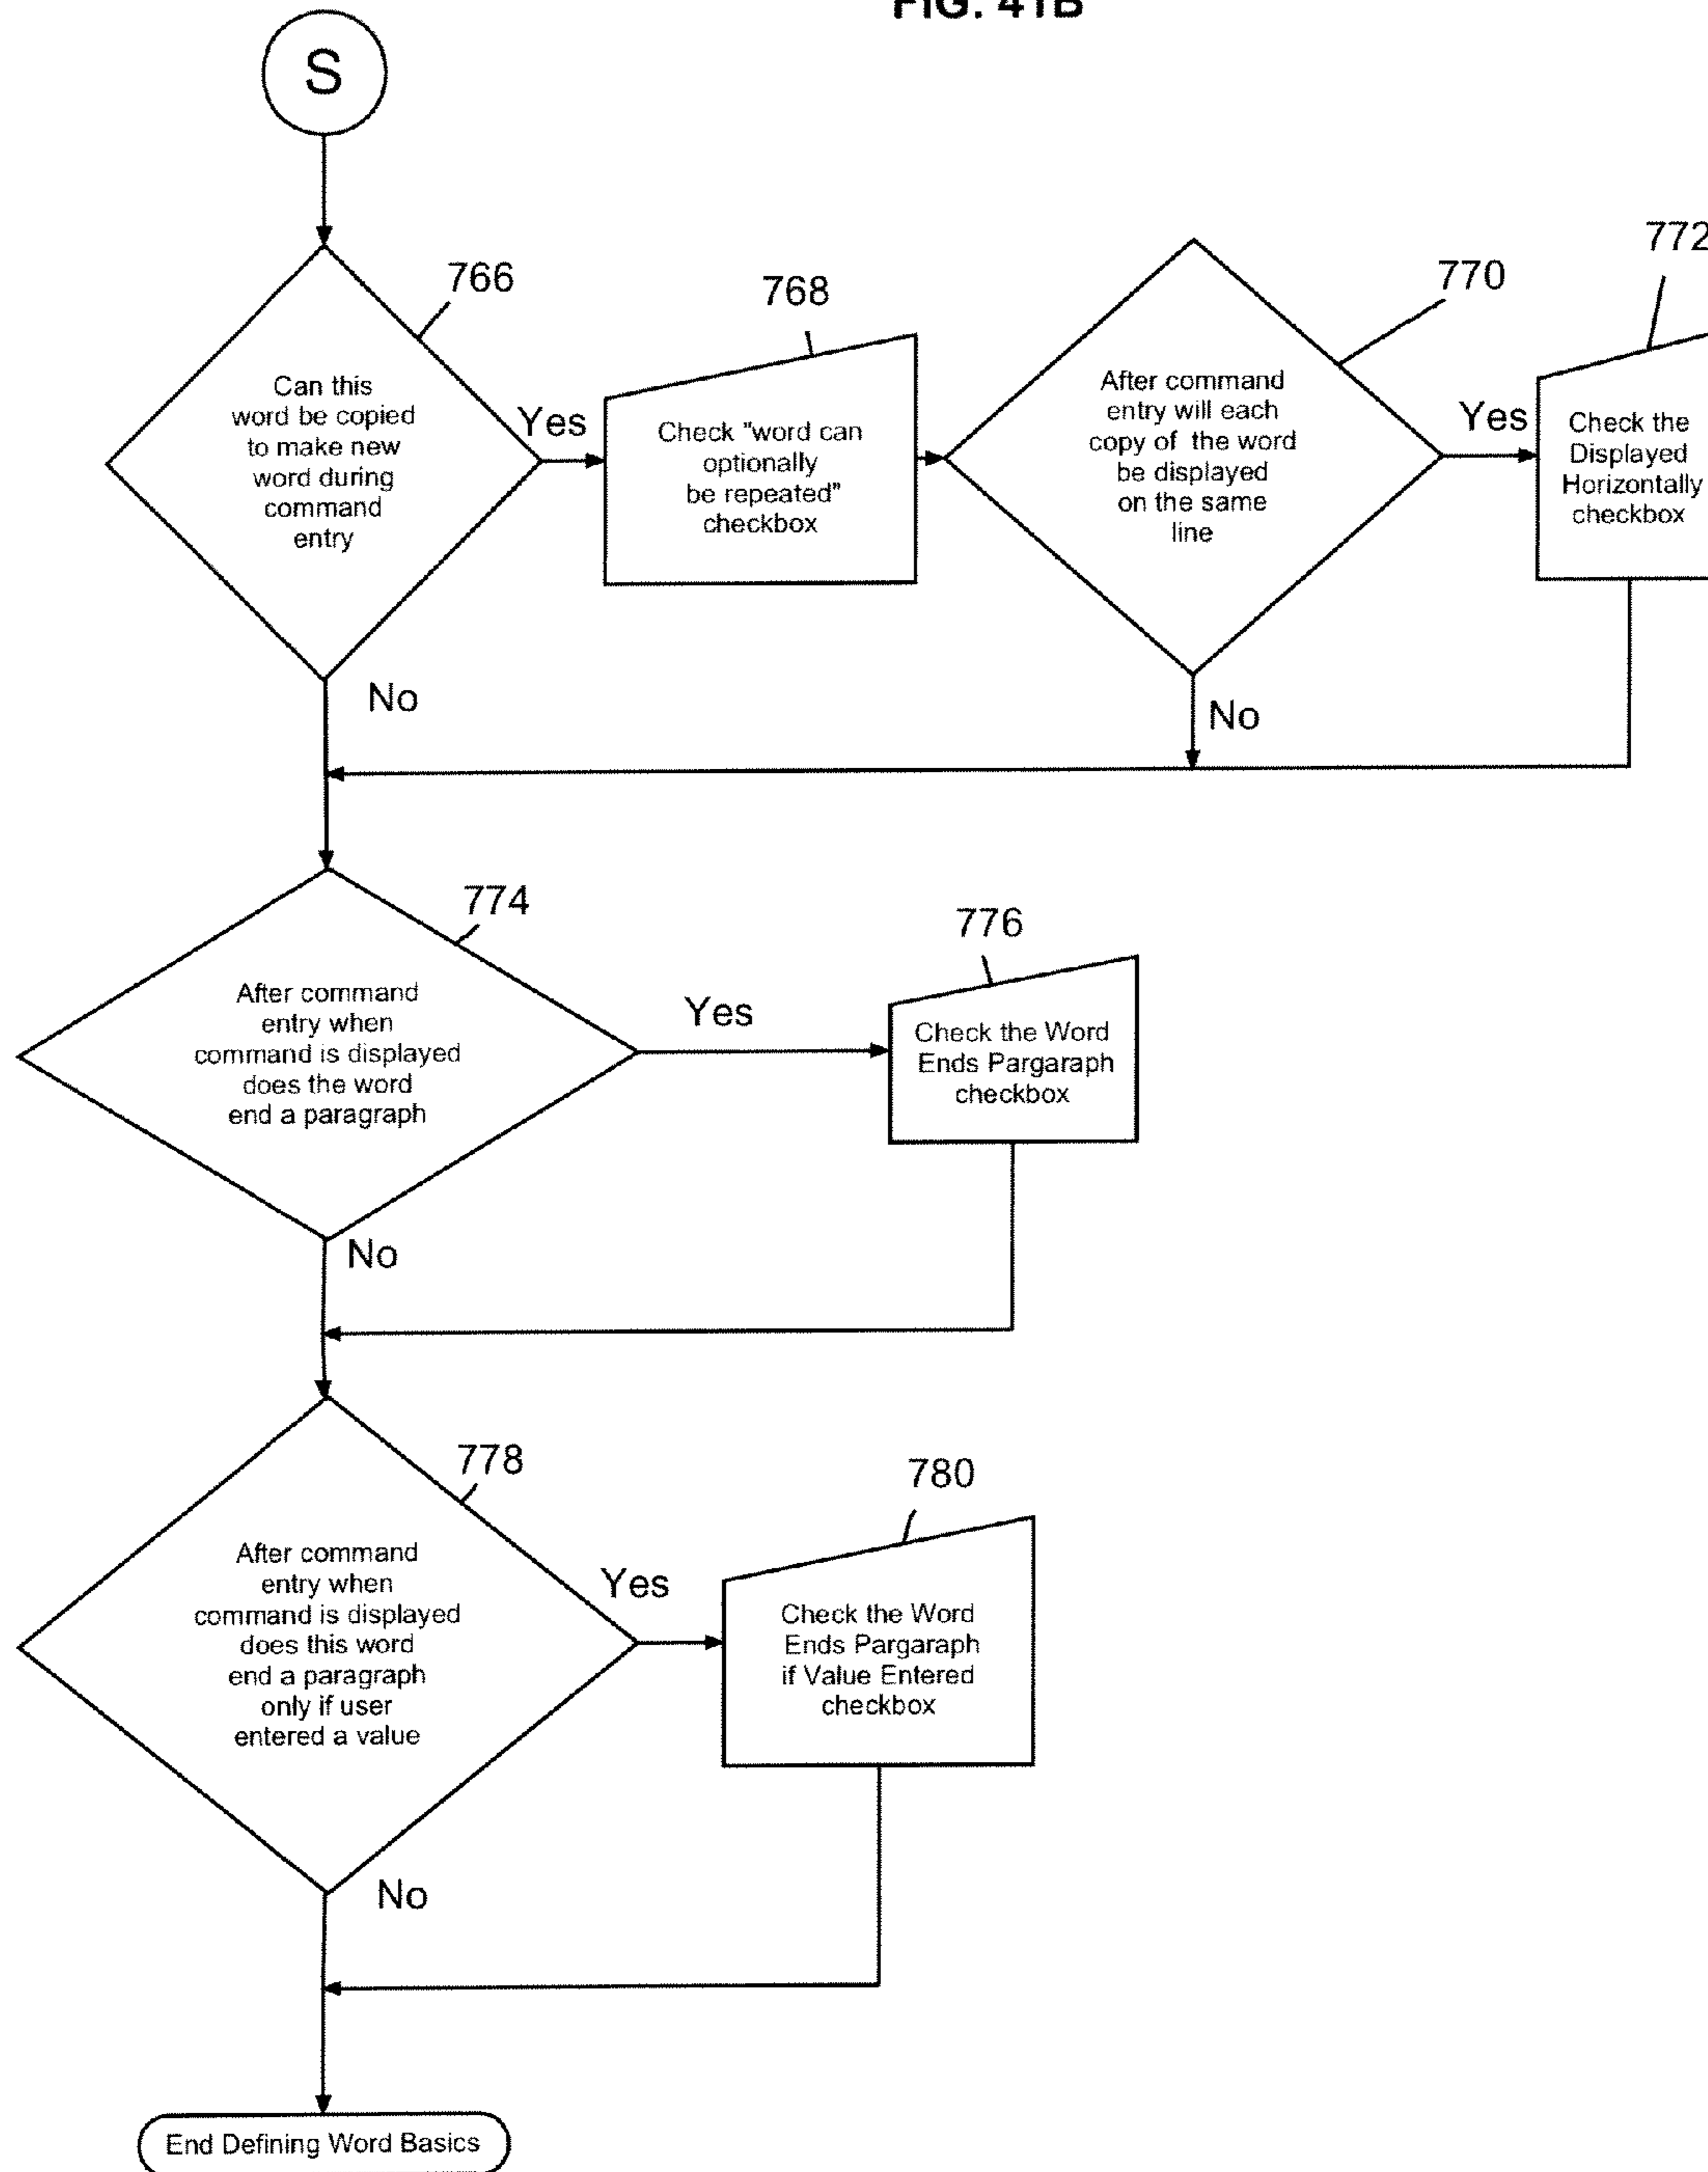 FIG. 41B
S
766
Can this
word be copied
to make new
word during
command
entry
Yes
768
Check "word can
optionally
be repeated"
checkbox
770
After command
entry will each
copy of the word
be displayed
on the same
line
Yes
772
Check the
Displayed
Horizontally
checkbox
No
No
774
After command
entry when
command is displayed
does the word
end a paragraph
Yes
776
Check the Word
Ends Pargaraph
checkbox
No
778
After command
entry when
command is displayed
does this word
end a paragraph
only if user
entered a value
Yes
780
Check the Word
Ends Pargaraph
if Value Entered
checkbox
No
End Defining Word Basics